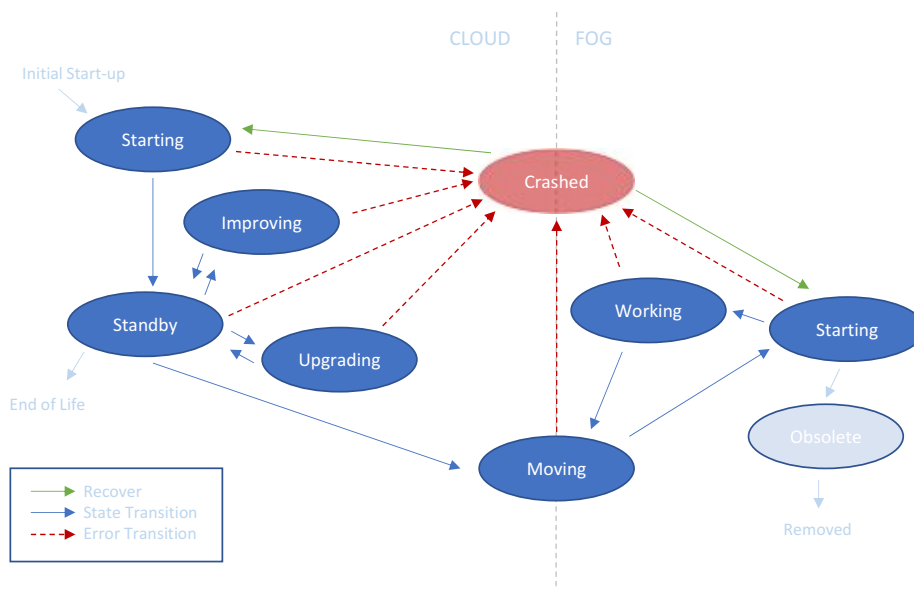 CLOUD
FOG
Initial Start-up
Starting
Crashed
Improving
Standby
Working
Starting
Upgrading
End of Life
Obsolete
Moving
Recover
State Transition
Error Transition
Removed